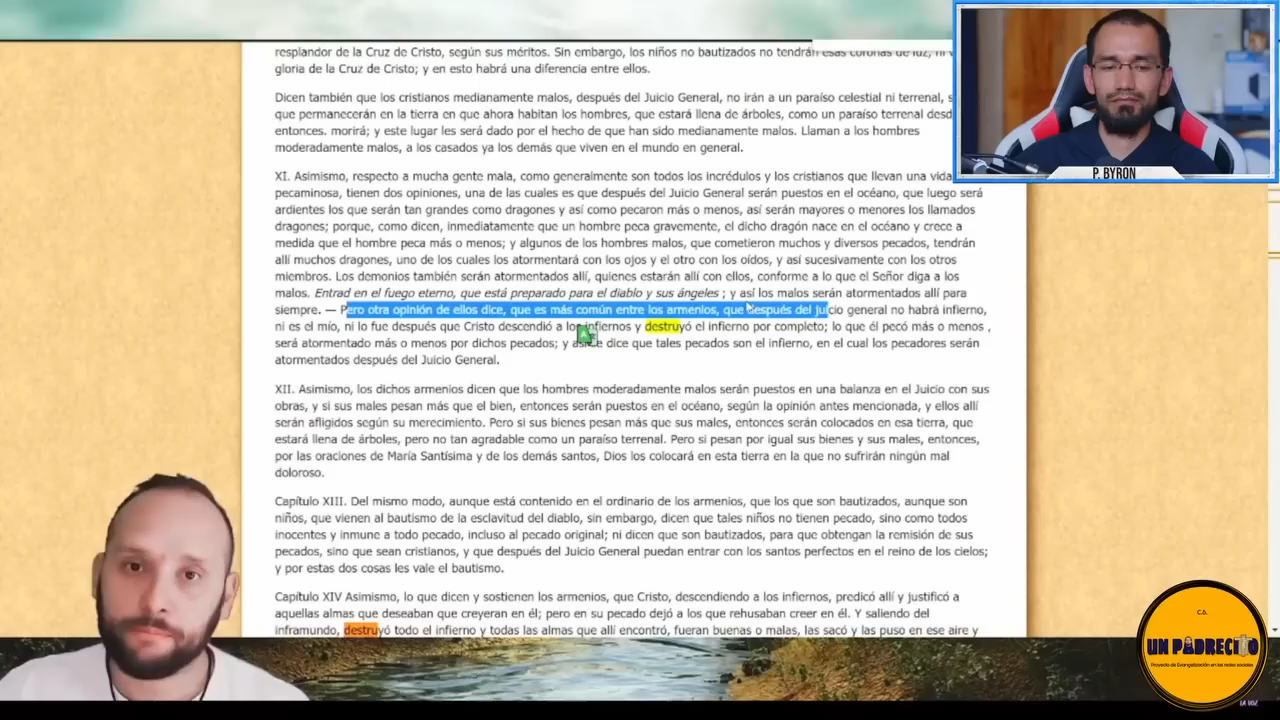 resplandor de la Cruz de Cristo, según sus méritos. Sin embargo, los niños no bautizados no tendrán esas coronas de luz, ni
gloria de la Cruz de Cristo; y en esto habrá una diferencia entre ellos.
Dicen también que los cristianos medianamente malos, después del Juicio General, no irán a un paraíso celestial ni terrenal,
que permanecerán en la tierra en que ahora habitan los hombres, que estará llena de árboles, como un paraíso terrenal
entonces. morirá; y este lugar les será dado por el hecho de que han sido medianamente malos. Llaman a los hombres
moderadamente malos, a los casados ya los demás que viven en el mundo en general.
XI. Asimismo, respecto a mucha gente mala, como generalmente son todos los incrédulos y los cristianos que llevan una vida
pecaminosa, tienen dos opiniones, una de las cuales es que después del Juicio General serán puestos en el océano, que luego será
ardientes los que serán tan grandes como dragones y así como pecaron más o menos, así serán mayores o menores los llamados
dragones; porque, como dicen, inmediatamente que un hombre peca gravemente, el dicho dragón nace en el océano y crece a
medida que el hombre peca más o menos; y algunos de los hombres malos, que cometieron muchos y diversos pecados, tendrán
allí muchos dragones, uno de los cuales los atormentará con los ojos y el otro con los oídos, y así sucesivamente con los otros
miembros. Los demonios también serán atormentados allí, quienes estarán allí con ellos, conforme a lo que el Señor diga a los
malos. Entrad en el fuego eterno, que está preparado para el diablo y sus ángeles ; y así los malos serán atormentados allí para
siempre. — Pero otra opinión de ellos dice, que es más común entre los armenios, que después del juicio general no habrá infierno,
ni es el mío, ni lo fue después que Cristo descendió a los infiernos y destruyó el infierno por completo; lo que él pecó más o menos ,
será atormentado más o menos por dichos pecados; y así se dice que tales pecados son el infierno, en el cual los pecadores serán
atormentados después del Juicio General.
XII. Asimismo, los dichos armenios dicen que los hombres moderadamente malos serán puestos en una balanza en el Juicio con sus
obras, y si sus males pesan más que el bien, entonces serán puestos en el océano, según la opinión antes mencionada, y ellos allí
serán afligidos según su merecimiento. Pero si sus bienes pesan más que sus males, entonces serán colocados en esa tierra, que
estará llena de árboles, pero no tan agradable como un paraíso terrenal. Pero si pesan por igual sus bienes y sus males, entonces,
por las oraciones de María Santísima y de los demás santos, Dios los colocará en esta tierra en la que no sufrirán ningún mal
doloroso.
Capítulo XIII. Del mismo modo, aunque está contenido en el ordinario de los armenios, que los que son bautizados, aunque son
niños, que vienen al bautismo de la esclavitud del diablo, sin embargo, dicen que tales niños no tienen pecado, sino como todos
inocentes y inmune a todo pecado, incluso al pecado original; ni dicen que son bautizados, para que obtengan la remisión de sus
pecados, sino que sean cristianos, y que después del Juicio General puedan entrar con los santos perfectos en el reino de los cielos;
y por estas dos cosas les vale el bautismo.
Capítulo XIV Asimismo, lo que dicen y sostienen los armenios, que Cristo, descendiendo a los infiernos, predicó allí y justificó a
aquellas almas que deseaban que creyeran en él; pero en su pecado dejó a los que rehusaban creer en él. Y saliendo del
inframundo, destruyó todo el infierno y todas las almas que allí encontró, fueran buenas o malas, las sacó y las puso en ese aire y
P. BYRON
C.S.
UN PADRECITO
Proyecto de Evangelización en las redes sociales
LA VOZ